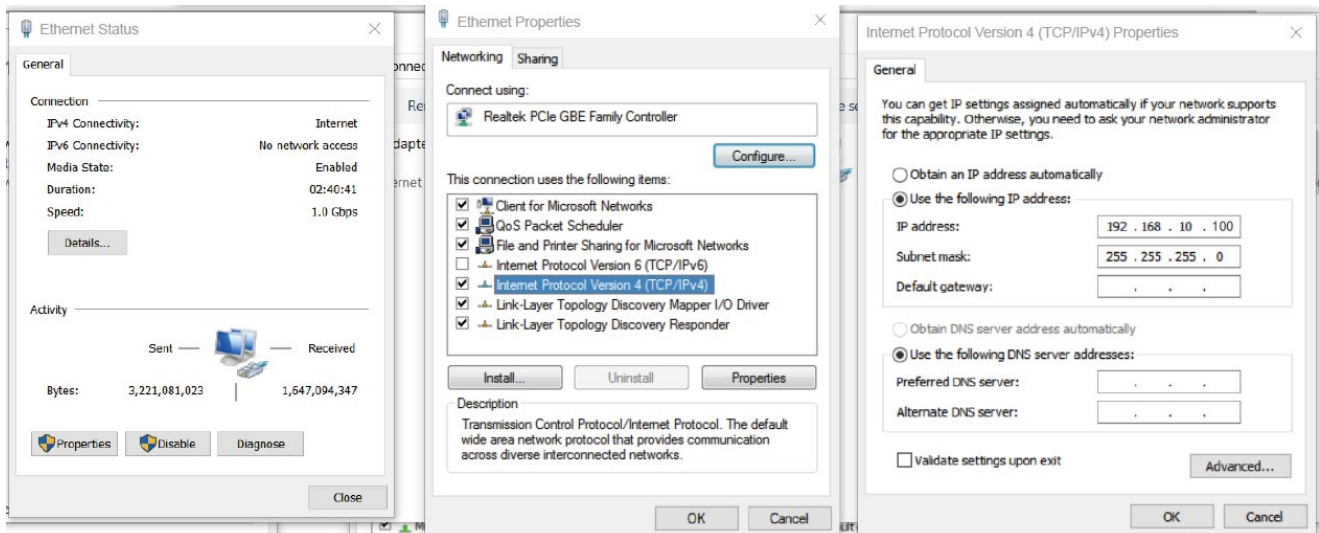 Ethernet Status
General
Connection
IPv4 Connectivity: Internet
IPv6 Connectivity: No network access
Media State: Enabled
Duration: 02:40:41
Speed: 1.0 Gbps
Details...
Activity
Sent — — Received
Bytes: 3,221,081,023 | 1,647,094,347
Properties Disable Diagnose
Close
Ethernet Properties
Networking Sharing
Connect using:
Realtek PCIe GBE Family Controller
Configure...
This connection uses the following items:
Client for Microsoft Networks
QoS Packet Scheduler
File and Printer Sharing for Microsoft Networks
Internet Protocol Version 6 (TCP/IPv6)
Internet Protocol Version 4 (TCP/IPv4)
Link-Layer Topology Discovery Mapper I/O Driver
Link-Layer Topology Discovery Responder
Install... Uninstall Properties
Description
Transmission Control Protocol/Internet Protocol. The default
wide area network protocol that provides communication
across diverse interconnected networks.
OK Cancel
Internet Protocol Version 4 (TCP/IPv4) Properties
General
You can get IP settings assigned automatically if your network supports
this capability. Otherwise, you need to ask your network administrator
for the appropriate IP settings.
Obtain an IP address automatically
Use the following IP address:
IP address: 192 . 168 . 10 . 100
Subnet mask: 255 . 255 . 255 . 0
Default gateway: . . .
Obtain DNS server address automatically
Use the following DNS server addresses:
Preferred DNS server: . . .
Alternate DNS server: . . .
Validate settings upon exit
Advanced...
OK Cancel